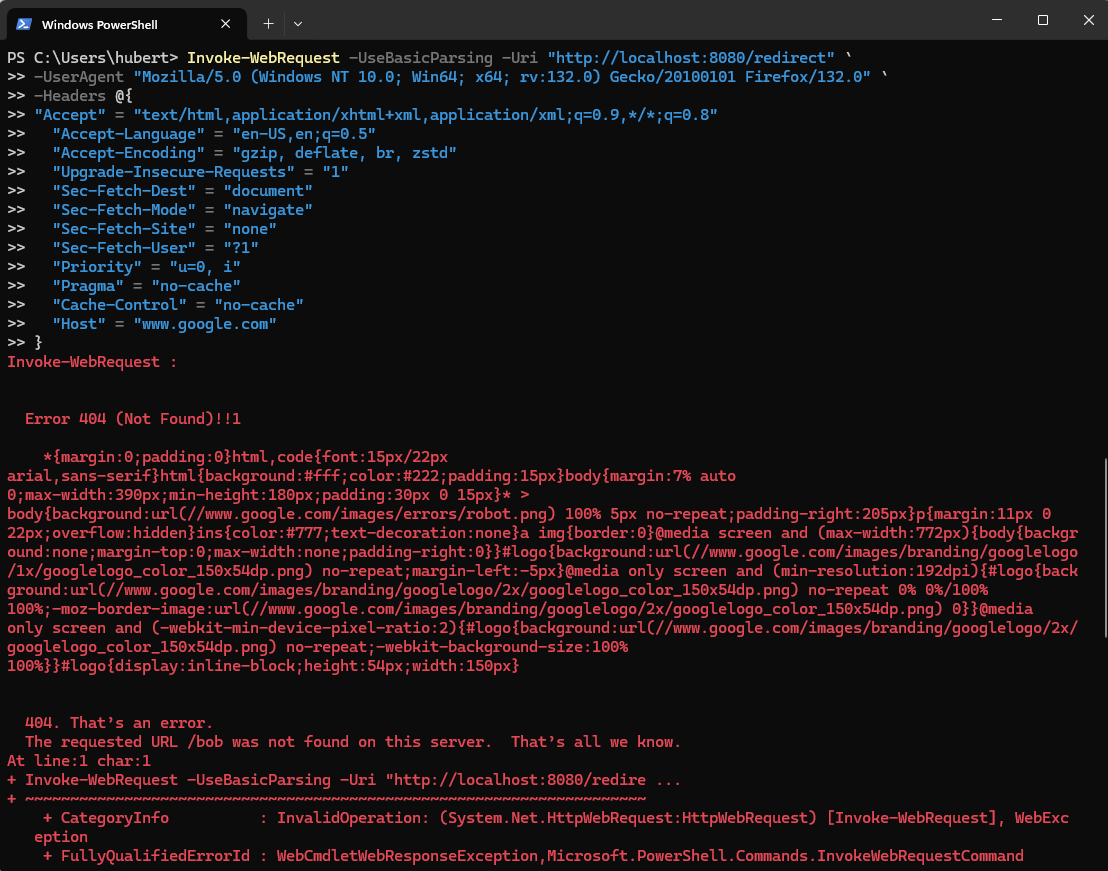 Windows PowerShell
PS C:\Users\hubert> Invoke-WebRequest -UseBasicParsing -Uri "http://localhost:8080/redirect" `
>> -UserAgent "Mozilla/5.0 (Windows NT 10.0; Win64; x64; rv:132.0) Gecko/20100101 Firefox/132.0" `
>> -Headers @{
>> "Accept" = "text/html,application/xhtml+xml,application/xml;q=0.9,*/*;q=0.8"
>>   "Accept-Language" = "en-US,en;q=0.5"
>>   "Accept-Encoding" = "gzip, deflate, br, zstd"
>>   "Upgrade-Insecure-Requests" = "1"
>>   "Sec-Fetch-Dest" = "document"
>>   "Sec-Fetch-Mode" = "navigate"
>>   "Sec-Fetch-Site" = "none"
>>   "Sec-Fetch-User" = "?1"
>>   "Priority" = "u=0, i"
>>   "Pragma" = "no-cache"
>>   "Cache-Control" = "no-cache"
>>   "Host" = "www.google.com"
>> }
Invoke-WebRequest :
Error 404 (Not Found)!!1
*{margin:0;padding:0}html,code{font:15px/22px
arial,sans-serif}html{background:#fff;color:#222;padding:15px}body{margin:7% auto
0;max-width:390px;min-height:180px;padding:30px 0 15px}* >
body{background:url(//www.google.com/images/errors/robot.png) 100% 5px no-repeat;padding-right:205px}p{margin:11px 0
22px;overflow:hidden}ins{color:#777;text-decoration:none}a img{border:0}@media screen and (max-width:772px){body{backgr
ound:none;margin-top:0;max-width:none;padding-right:0}}#logo{background:url(//www.google.com/images/branding/googlelogo
/1x/googlelogo_color_150x54dp.png) no-repeat;margin-left:-5px}@media only screen and (min-resolution:192dpi){#logo{back
ground:url(//www.google.com/images/branding/googlelogo/2x/googlelogo_color_150x54dp.png) no-repeat 0% 0%/100%
100%;-moz-border-image:url(//www.google.com/images/branding/googlelogo/2x/googlelogo_color_150x54dp.png) 0}}@media
only screen and (-webkit-min-device-pixel-ratio:2){#logo{background:url(//www.google.com/images/branding/googlelogo/2x/
googlelogo_color_150x54dp.png) no-repeat;-webkit-background-size:100%
100%}}#logo{display:inline-block;height:54px;width:150px}
404. That's an error.
The requested URL /bob was not found on this server.  That's all we know.
At line:1 char:1
+ Invoke-WebRequest -UseBasicParsing -Uri "http://localhost:8080/redire ...
+ ~~~~~~~~~~~~~~~~~~~~~~~~~~~~~~~~~~~~~~~~~~~~~~~~~~~~~~~~~~~~~~~~~~~~~
+ CategoryInfo          : InvalidOperation: (System.Net.HttpWebRequest:HttpWebRequest) [Invoke-WebRequest], WebExc
eption
+ FullyQualifiedErrorId : WebCmdletWebResponseException,Microsoft.PowerShell.Commands.InvokeWebRequestCommand